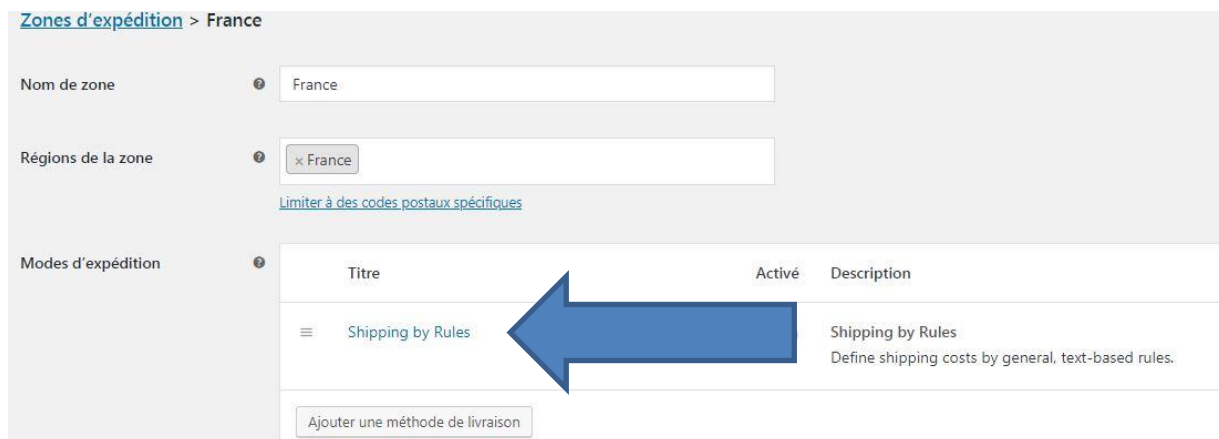 Zones d'expédition > France
Nom de zone
France
Régions de la zone
× France
Limiter à des codes postaux spécifiques
Modes d'expédition
Titre Activé Description
Shipping by Rules Shipping by Rules
Define shipping costs by general, text-based rules.
Ajouter une méthode de livraison